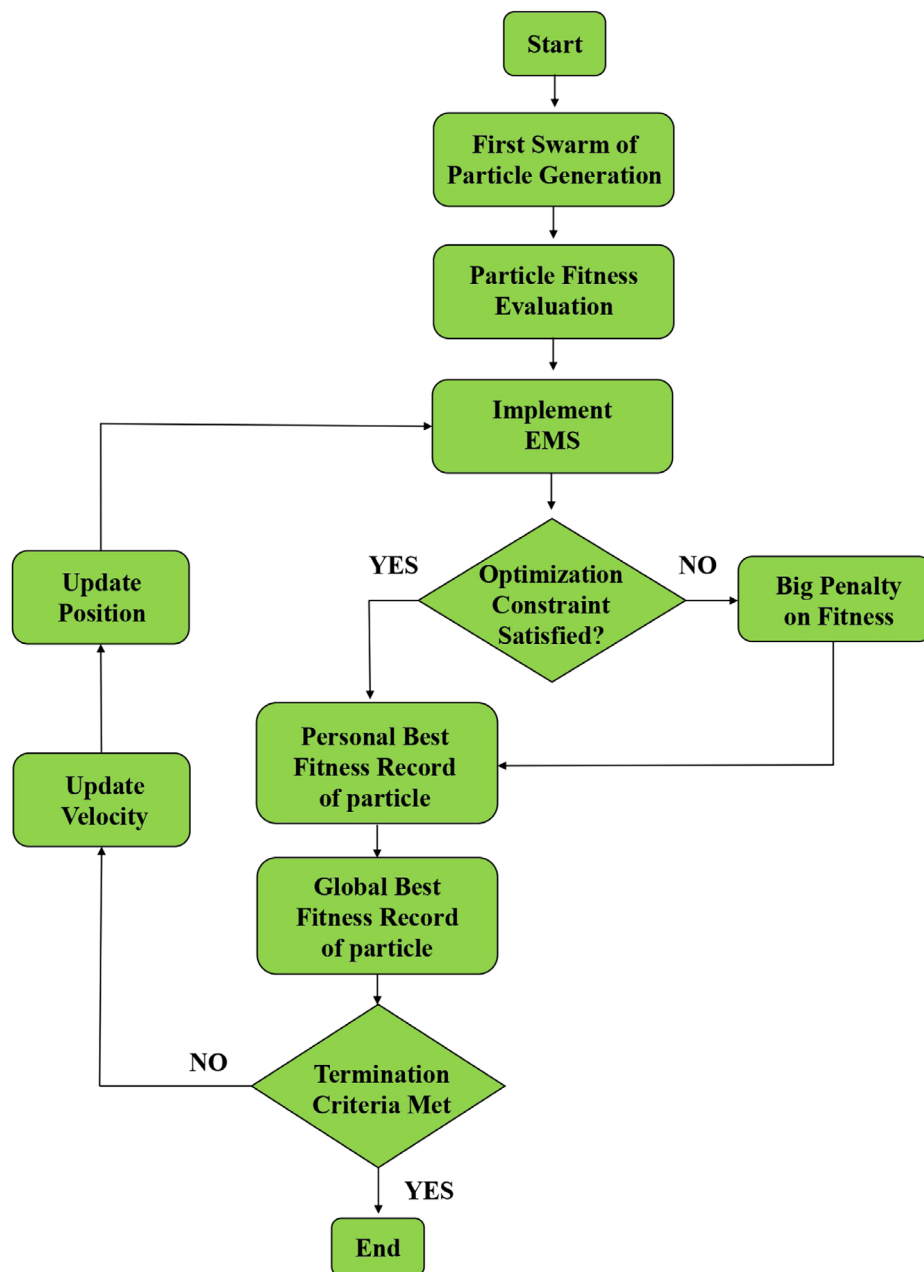 Start
First Swarm of
Particle Generation
Particle Fitness
Evaluation
Implement
EMS
YES
Optimization
Constraint
Satisfied?
NO
Big Penalty
on Fitness
Update
Position
Personal Best
Fitness Record
of particle
Update
Velocity
Global Best
Fitness Record
of particle
NO
Termination
Criteria Met
YES
End